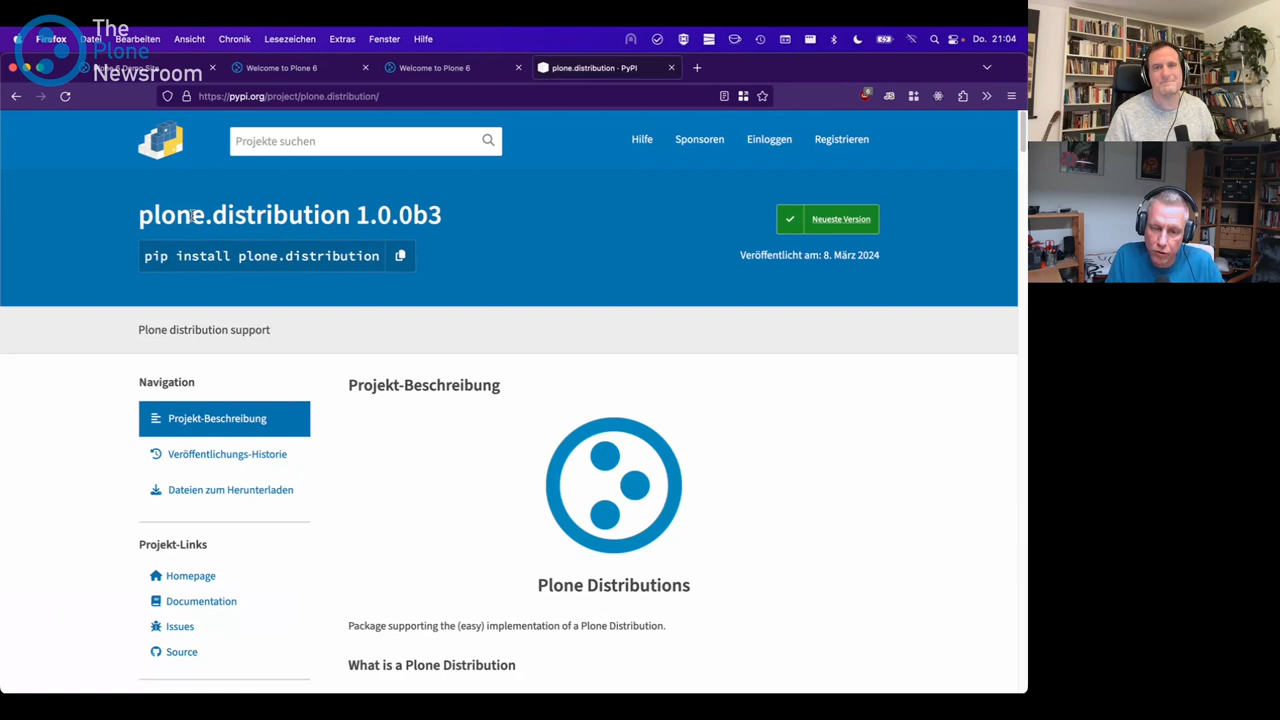 The
Plone
Newsroom
Firefox Datei Bearbeiten Ansicht Chronik Lesezeichen Extras Fenster Hilfe
Do. 21:04
Plone 6 Demo Site
Welcome to Plone 6
Welcome to Plone 6
plone.distribution · PyPI
https://pypi.org/project/plone.distribution/
Projekte suchen
Hilfe
Sponsoren
Einloggen
Registrieren
plone.distribution 1.0.0b3
Neueste Version
pip install plone.distribution
Veröffentlicht am: 8. März 2024
Plone distribution support
Navigation
Projekt-Beschreibung
Veröffentlichungs-Historie
Dateien zum Herunterladen
Projekt-Links
Homepage
Documentation
Issues
Source
Projekt-Beschreibung
Plone Distributions
Package supporting the (easy) implementation of a Plone Distribution.
What is a Plone Distribution